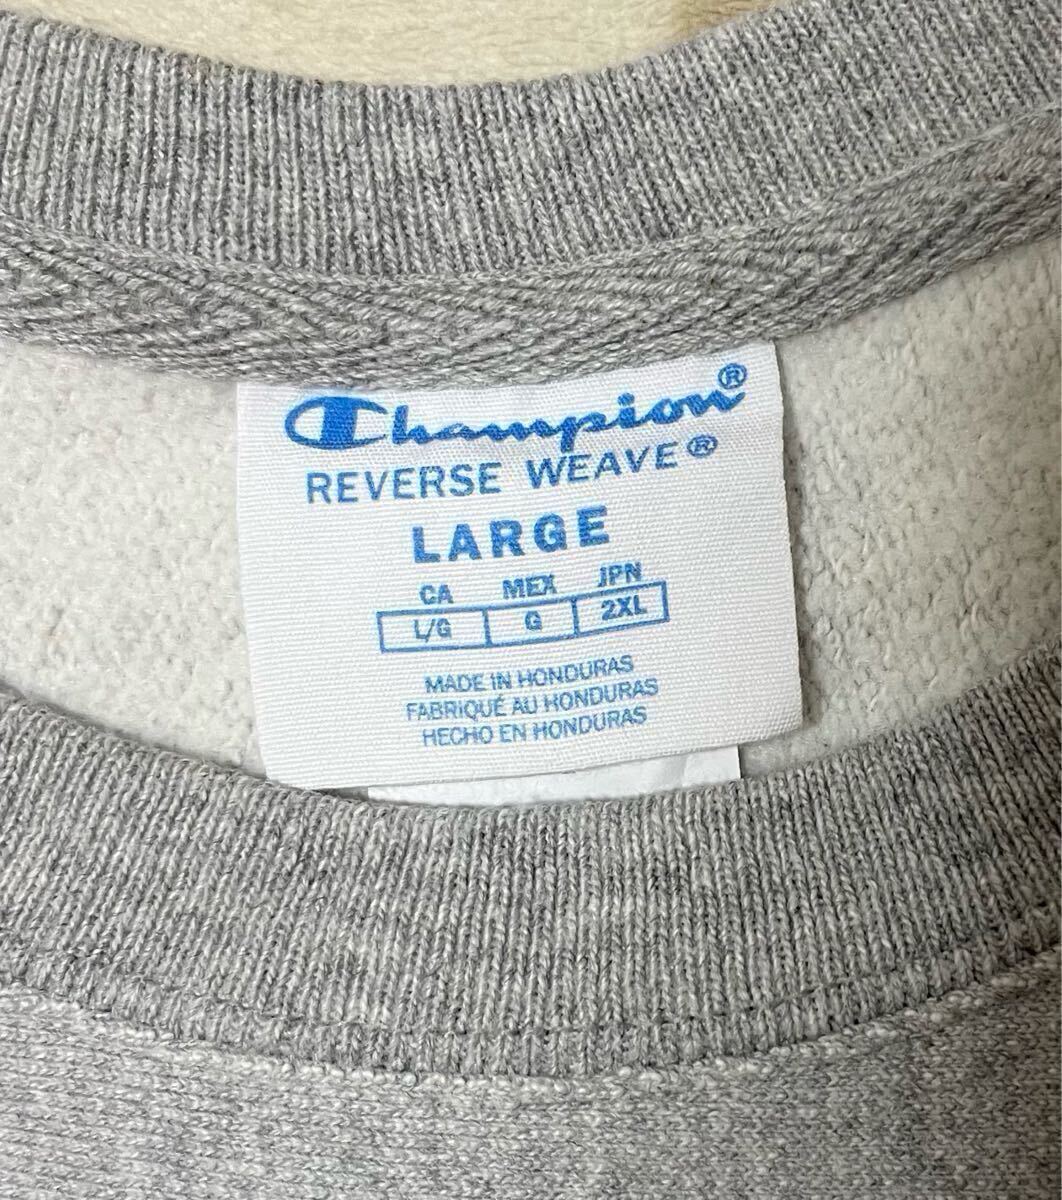 Champion®
REVERSE WEAVE®
LARGE
CA MEX JPN
L/G G 2XL
MADE IN HONDURAS
FABRIQUÉ AU HONDURAS
HECHO EN HONDURAS